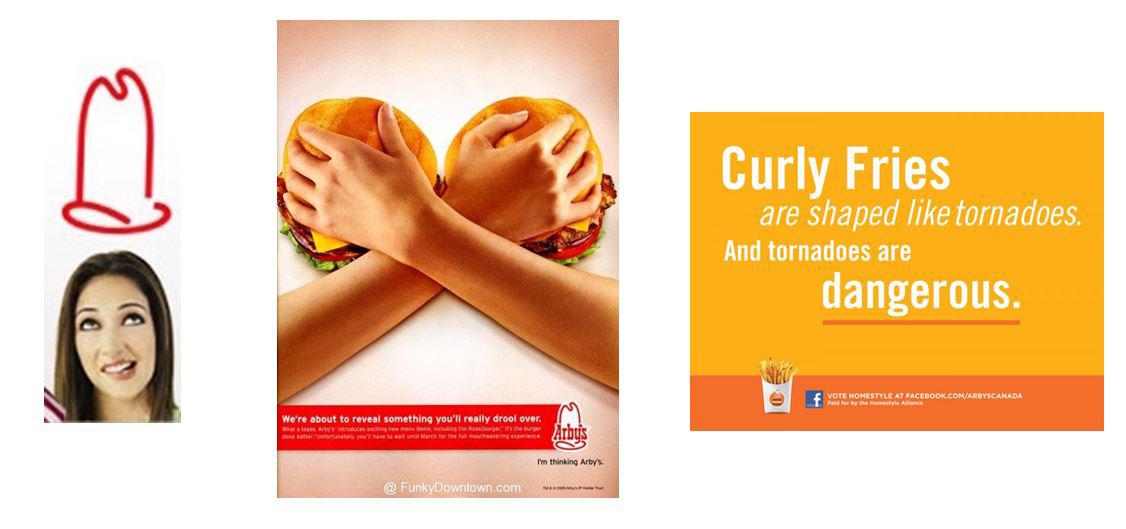 We're about to reveal something you'll really drool over.
What a tease. Arby's® introduces exciting new menu items, including the Roastburger.™ It's the burger
done better.™ Unfortunately, you'll have to wait until March for the full mouthwatering experience.
Arby's
I'm thinking Arby's.
@ FunkyDowntown.com
Curly Fries
are shaped like tornadoes.
And tornadoes are
dangerous.
f
VOTE HOMESTYLE AT FACEBOOK.COM/ARBYSCANADA
Paid for by the Homestyle Alliance